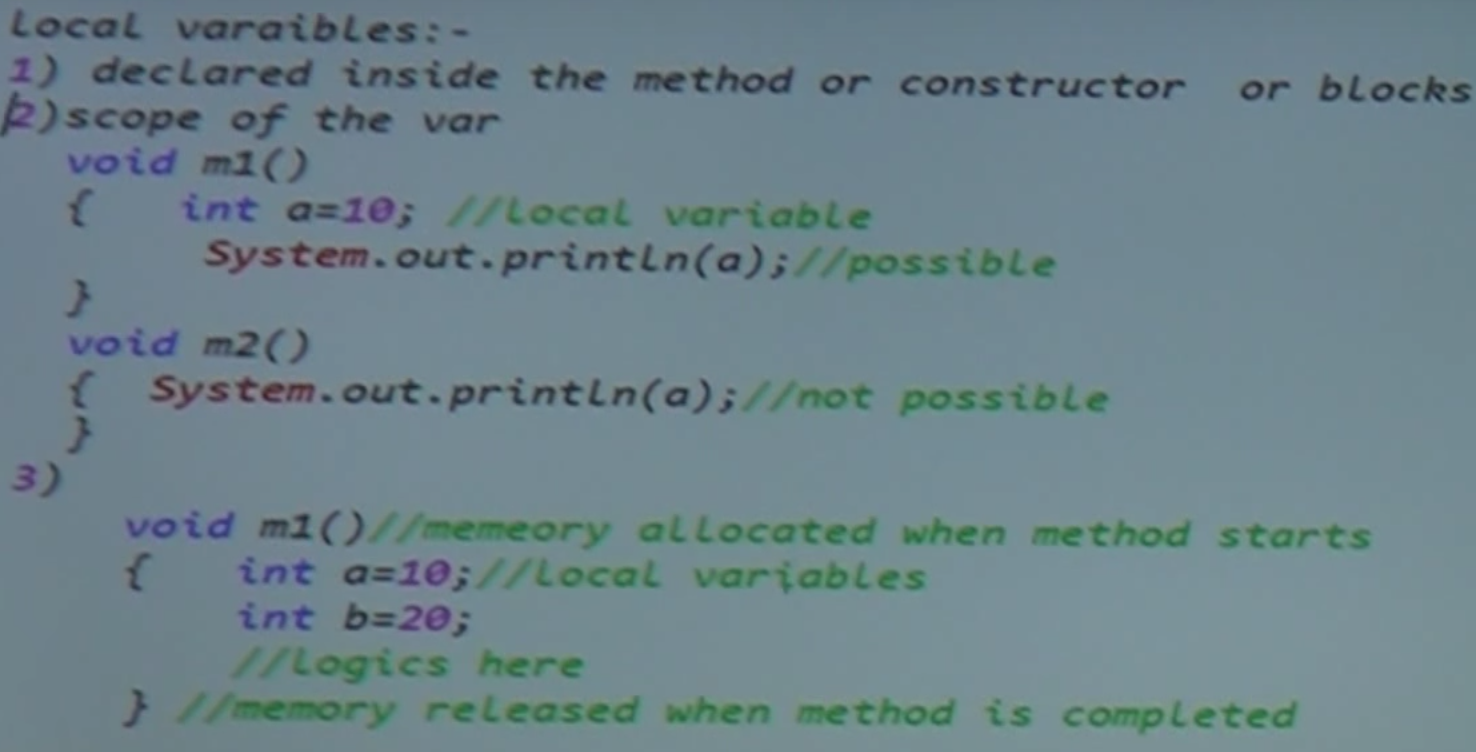 Local varaibles:-
1) declared inside the method or constructor or blocks
2)scope of the var
void m1()
{ int a=10; //local variable
System.out.println(a);//possible
}
void m2()
{ System.out.println(a);//not possible
}
3)
void m1()//memeory allocated when method starts
{ int a=10;//local variables
int b=20;
//logics here
} //memory released when method is completed